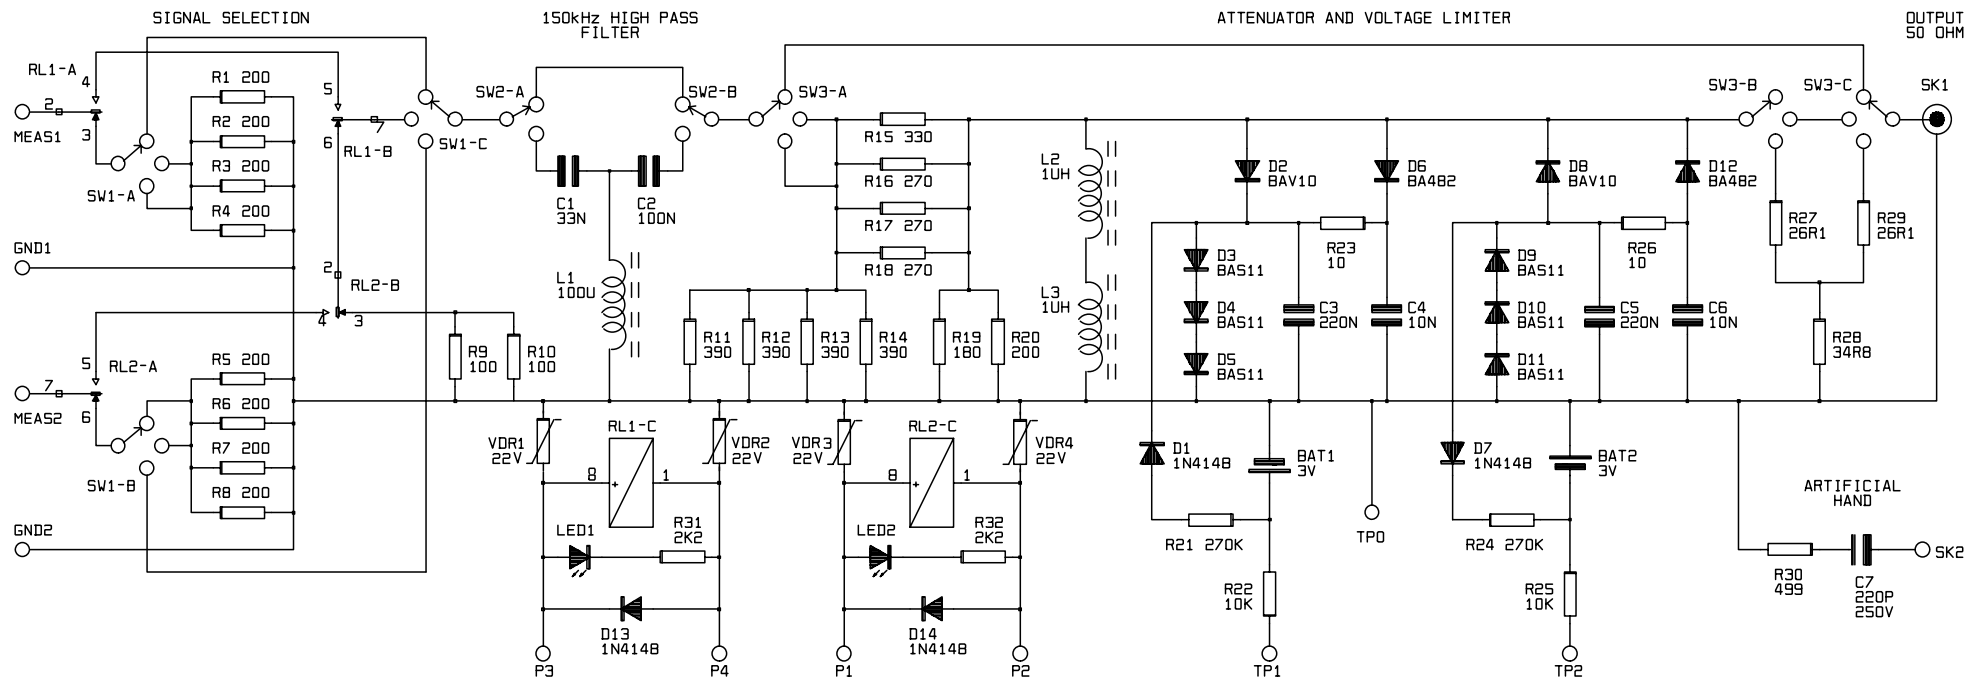 SIGNAL SELECTION
150kHz HIGH PASS
FILTER
ATTENUATOR AND VOLTAGE LIMITER
OUTPUT
50 OHM
RL1-A
4
2
3
MEAS1
SW1-A
R1 200
R2 200
R3 200
R4 200
5
6
7
RL1-B
SW1-C
SW2-A
SW2-B
SW3-A
C1
33N
C2
100N
L1
100U
R15 330
R16 270
R17 270
R18 270
L2
1UH
L3
1UH
D2
BAV10
D6
BA482
D8
BAV10
D12
BA482
SW3-B
SW3-C
SK1
R27
26R1
R29
26R1
R28
34R8
GND1
2
RL2-B
4
3
R9
100
R10
100
R11
390
R12
390
R13
390
R14
390
R19
180
R20
200
D3
BAS11
D4
BAS11
D5
BAS11
R23
10
C3
220N
C4
10N
D9
BAS11
D10
BAS11
D11
BAS11
R26
10
C5
220N
C6
10N
5
RL2-A
7
6
MEAS2
SW1-B
R5 200
R6 200
R7 200
R8 200
GND2
VDR1
22V
RL1-C
8
+
1
VDR2
22V
LED1
R31
2K2
D13
1N4148
P3
P4
VDR3
22V
RL2-C
8
+
1
VDR4
22V
LED2
R32
2K2
D14
1N4148
P1
P2
D1
1N4148
BAT1
3V
R21 270K
R22
10K
TP1
TP0
D7
1N4148
BAT2
3V
R24 270K
R25
10K
TP2
ARTIFICIAL
HAND
R30
499
C7
220P
250V
SK2